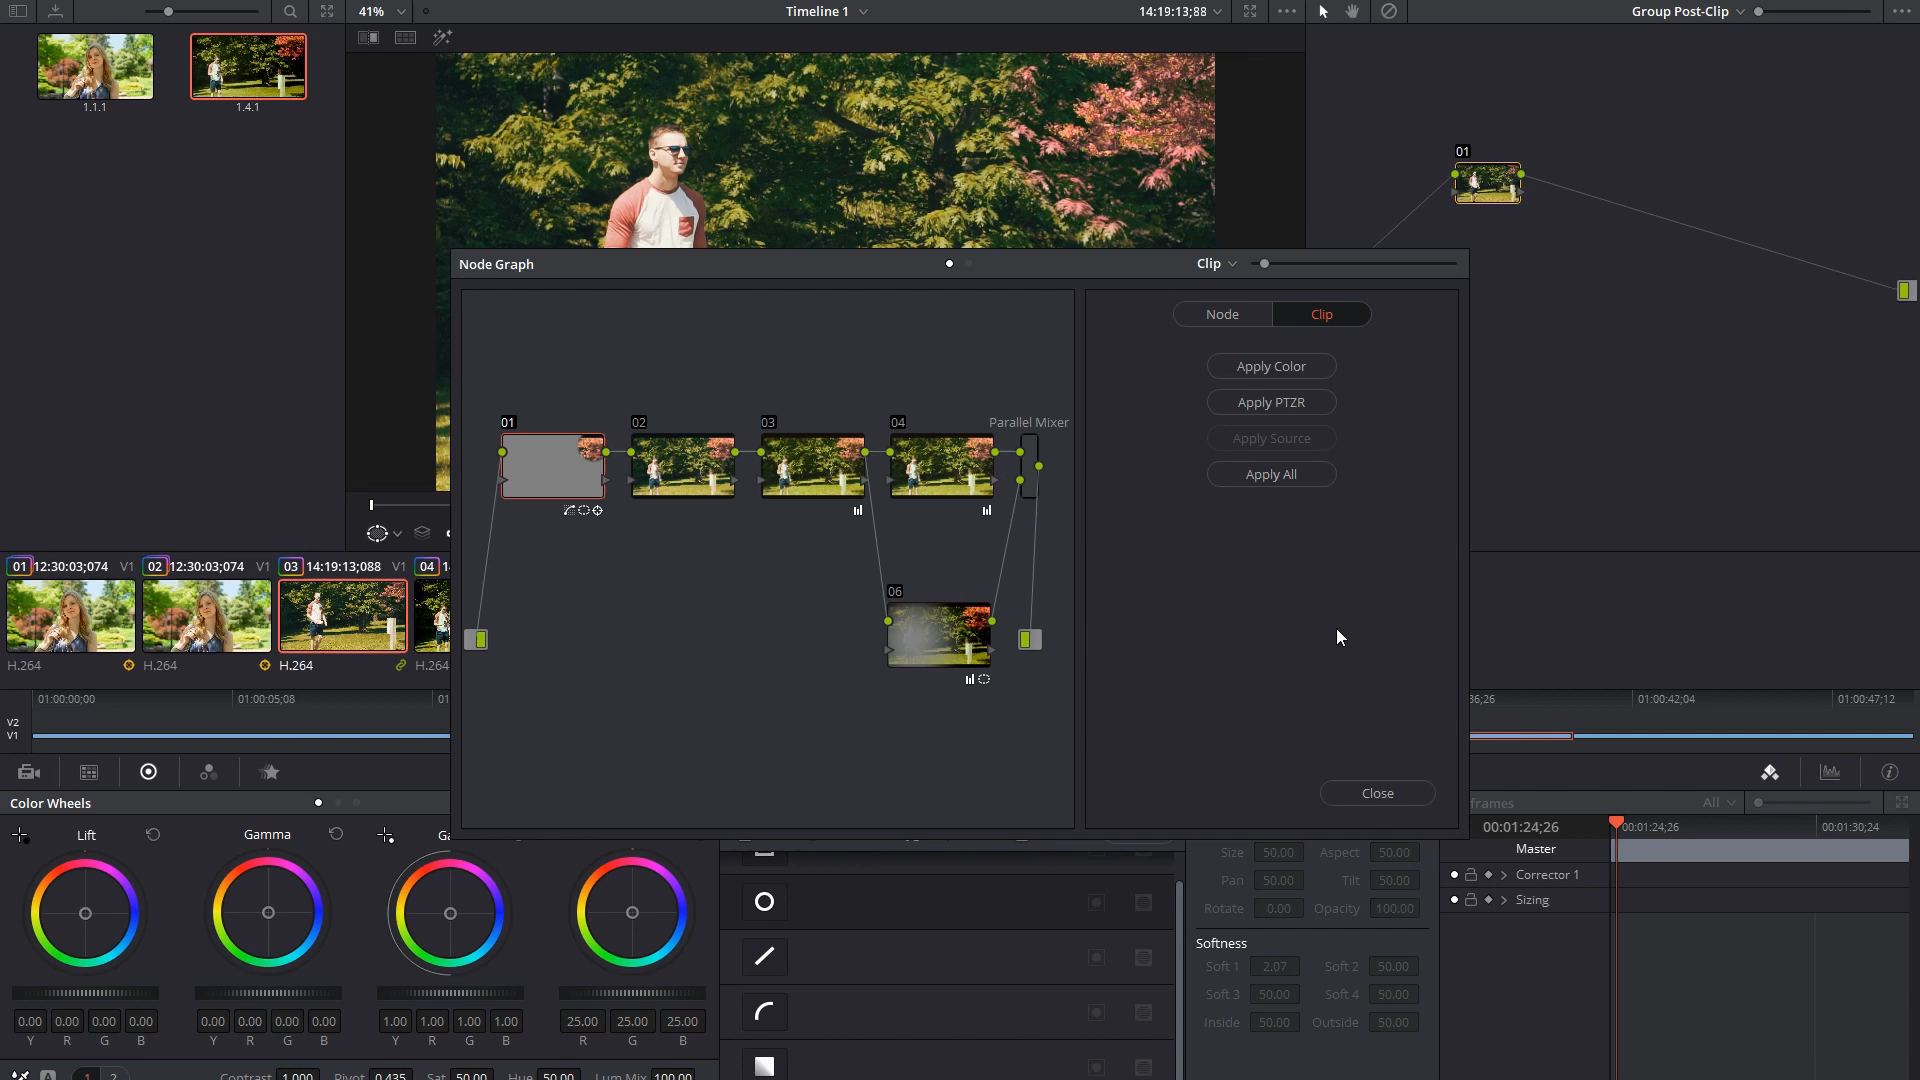 41%
Timeline 1
14:19:13;88
Group Post-Clip
1.1.1
1.4.1
01
Node Graph
Clip
Node
Clip
Apply Color
Apply PTZR
Apply Source
Apply All
01
02
03
04
Parallel Mixer
06
Close
01 12:30:03;074 V1
02 12:30:03;074 V1
03 14:19:13;088 V1
04
H.264
H.264
H.264
H.264
01:00:00;00
01:00:05;08
01
36;26
01:00:42;04
01:00:47;12
V2
V1
Color Wheels
frames
All
Lift
Gamma
Ga
0.00 0.00 0.00 0.00
Y R G B
0.00 0.00 0.00 0.00
Y R G B
1.00 1.00 1.00 1.00
Y R G B
25.00 25.00 25.00
R G B
A
1
2
Contrast 1.000
Pivot 0.435
Sat 50.00
Hue 50.00
Lum Mix 100.00
Size 50.00 Aspect 50.00
Pan 50.00 Tilt 50.00
Rotate 0.00 Opacity 100.00
Softness
Soft 1 2.07 Soft 2 50.00
Soft 3 50.00 Soft 4 50.00
Inside 50.00 Outside 50.00
00:01:24;26
00:01:24;26
00:01:30;24
Master
Corrector 1
Sizing